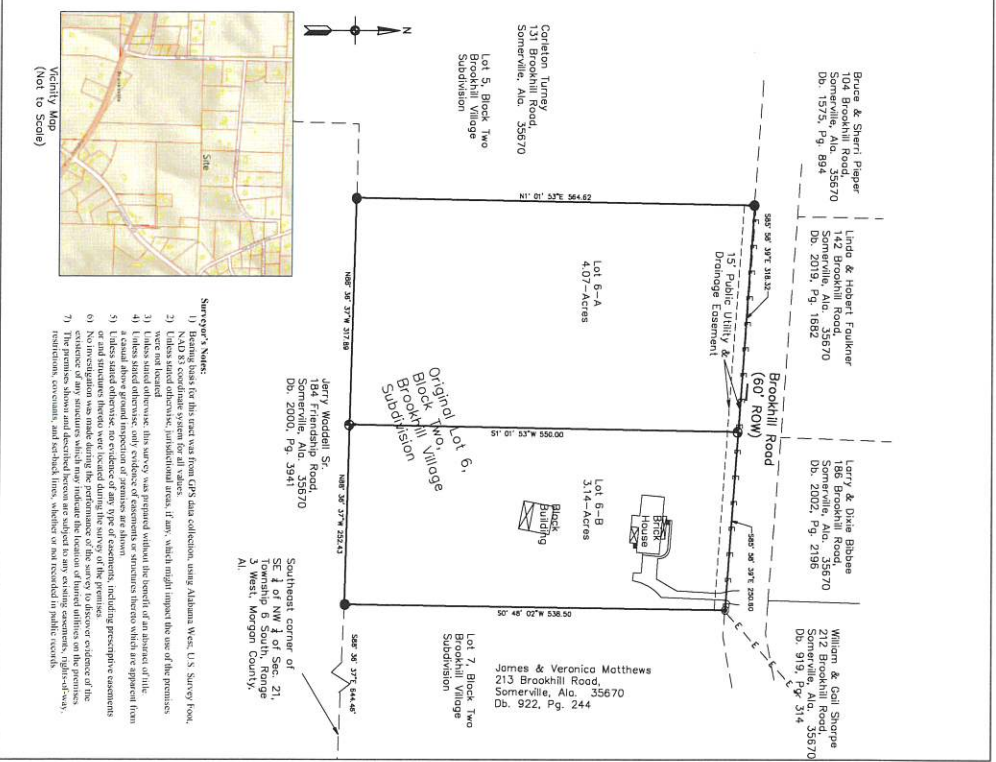 Bruce & Sherri Pieper
104 Brookhill Road,
Somerville, Ala. 35670
Db. 1575, Pg. 894
Linda & Hobert Faulkner
142 Brookhill Road,
Somerville, Ala. 35670
Db. 2019, Pg. 1682
Larry & Dixie Bibbee
186 Brookhill Road,
Somerville, Ala. 35670
Db. 2002, Pg. 2196
William & Gail Sharpe
212 Brookhill Road,
Somerville, Ala. 35670
Db. 919, Pg. 314
Brookhill Road
(60' ROW)
Carleton Turney
131 Brookhill Road,
Somerville, Ala. 35670
Lot 5, Block Two
Brookhill Village
Subdivision
N
S85° 58' 39"E 318.32
S85° 58' 39"E 250.80
15' Public Utility &
Drainage Easement
N1° 01' 53"E 564.62
Lot 6-A
4.07-Acres
S1° 01' 53"W 550.00
Lot 6-B
3.14-Acres
Brick
House
Block
Building
S0° 48' 02"W 536.50
Original Lot 6,
Block Two,
Brookhill Village
Subdivision
James & Veronica Matthews
213 Brookhill Road,
Somerville, Ala. 35670
Db. 922, Pg. 244
Lot 7, Block Two
Brookhill Village
Subdivision
N88° 36' 37"W 317.89
N88° 36' 37"W 252.43
S88° 36' 37"E 644.46'
Jerry Waddell Sr.
184 Friendship Road,
Somerville, Ala. 35670
Db. 2000, Pg. 3941
Southeast corner of
SE ¼ of NW ¼ of Sec. 21,
Township 6 South, Range
3 West, Morgan County,
Al.
Site
Vicinity Map
(Not to Scale)
Surveyor's Notes:
1) Bearing basis for this tract was from GPS data collection, using Alabama West, U.S. Survey Foot,
NAD 83 coordinate system for all values.
2) Unless stated otherwise, jurisdictional areas, if any, which might impact the use of the premises
were not located
3) Unless stated otherwise, this survey was prepared without the benefit of an abstract of title
4) Unless stated otherwise, only evidence of easements or structures thereto which are apparent from
a casual above ground inspection of premises are shown
5) Unless stated otherwise, no evidence of any type of easements, including prescriptive easements
or and structures thereto were located during the survey of the premises
6) No investigation was made during the performance of the survey to discover evidence of the
existence of any structures which may indicate the location of buried utilities on the premises
7) The premises shown and described hereon are subject to any existing easements, rights-of-way,
restrictions, covenants, and set-back lines, whether or not recorded in public records